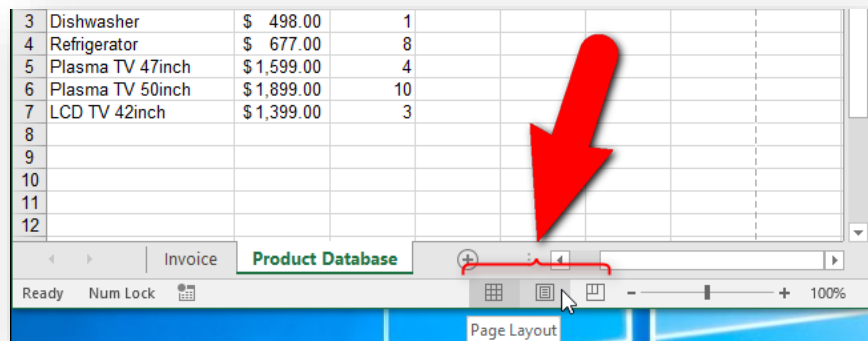 3 Dishwasher $ 498.00 1
4 Refrigerator $ 677.00 8
5 Plasma TV 47inch $1,599.00 4
6 Plasma TV 50inch $1,899.00 10
7 LCD TV 42inch $1,399.00 3
8
9
10
11
12
Invoice Product Database
Ready Num Lock 100%
Page Layout